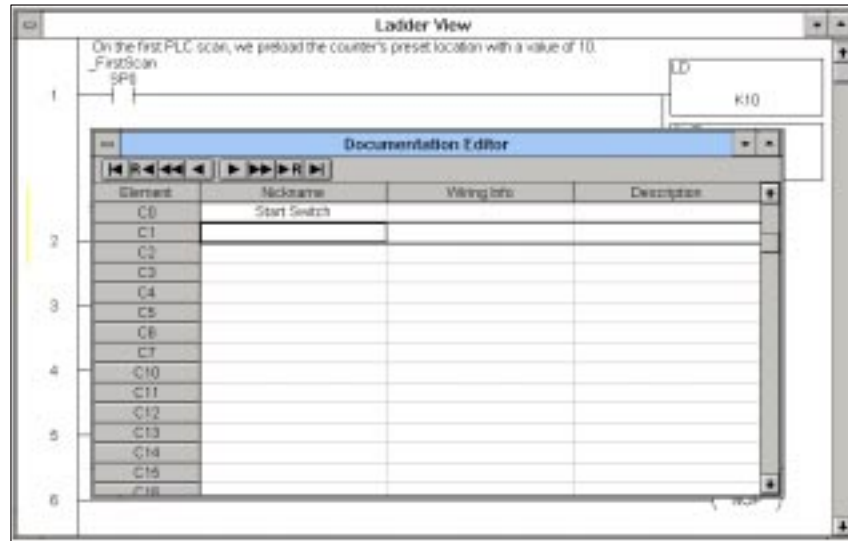 Ladder View
On the first PLC scan, we preload the counter's preset location with a value of 10.
_FirstScan
SP0
LD
K10
1
Documentation Editor
R R
Element Nickname Wiring Info Description
C0 Start Switch
C1
2
C2
C3
C4
3
C5
C6
C7
4
C10
C11
C12
5
C13
C14
C15
C16
6